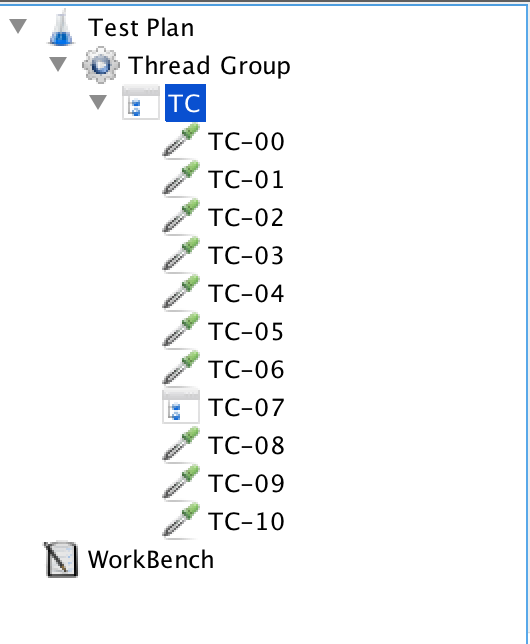 Test Plan
Thread Group
TC
TC-00
TC-01
TC-02
TC-03
TC-04
TC-05
TC-06
TC-07
TC-08
TC-09
TC-10
WorkBench